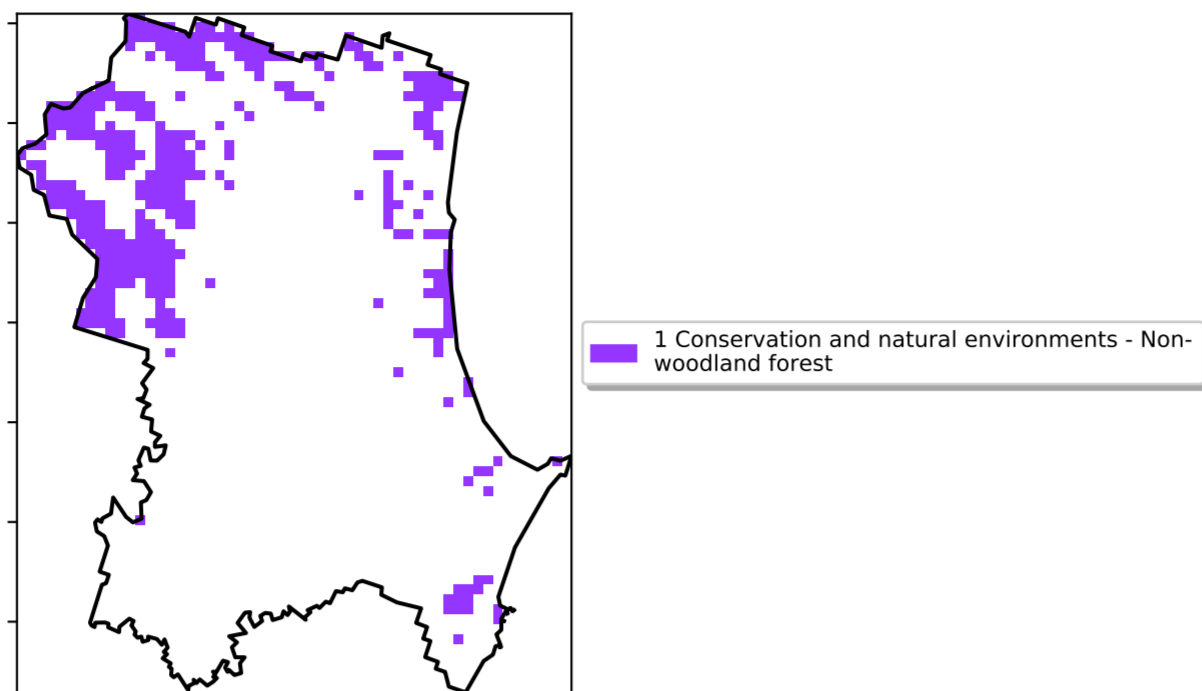 1 Conservation and natural environments - Non-
woodland forest